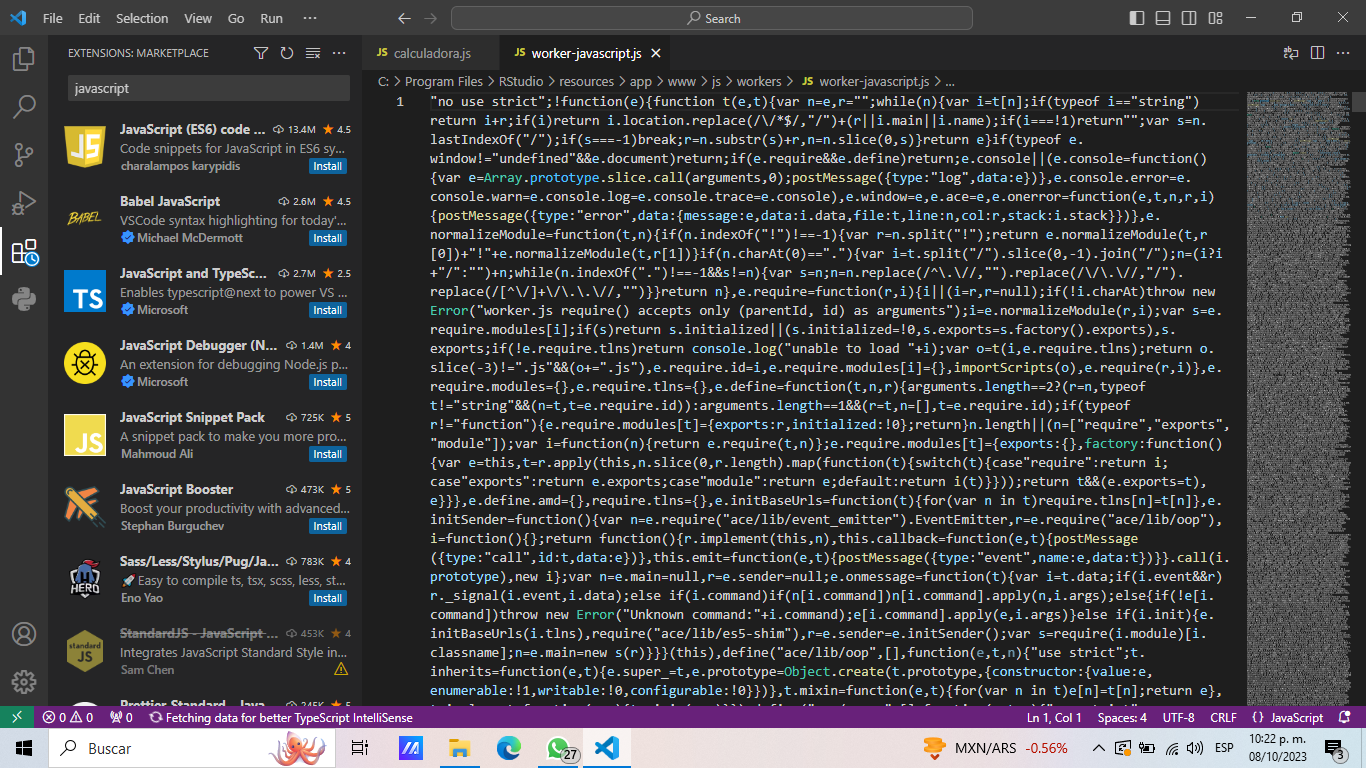 File Edit Selection View Go Run ···
Search
EXTENSIONS: MARKETPLACE
javascript
JavaScript (ES6) code ... 13.4M ★ 4.5
Code snippets for JavaScript in ES6 sy...
charalampos karypidis Install
Babel JavaScript 2.6M ★ 4.5
VSCode syntax highlighting for today'...
Michael McDermott Install
JavaScript and TypeSc... 2.7M ★ 2.5
Enables typescript@next to power VS ...
Microsoft Install
JavaScript Debugger (N... 1.4M ★ 4
An extension for debugging Node.js p...
Microsoft Install
JavaScript Snippet Pack 725K ★ 5
A snippet pack to make you more pro...
Mahmoud Ali Install
JavaScript Booster 473K ★ 5
Boost your productivity with advanced...
Stephan Burguchev Install
Sass/Less/Stylus/Pug/Ja... 783K ★ 4
🚀Easy to compile ts, tsx, scss, less, st...
Eno Yao Install
StandardJS - JavaScript ... 453K ★ 4
Integrates JavaScript Standard Style in...
Sam Chen
JS calculadora.js JS worker-javascript.js ×
C: > Program Files > RStudio > resources > app > www > js > workers > JS worker-javascript.js > ...
1 "no use strict";!function(e){function t(e,t){var n=e,r="";while(n){var i=t[n];if(typeof i=="string")
return i+r;if(i)return i.location.replace(/\/*$/,"/")+(r||i.main||i.name);if(i===!1)return"";var s=n.
lastIndexOf("/");if(s===-1)break;r=n.substr(s)+r,n=n.slice(0,s)}return e}if(typeof e.
window!="undefined"&&e.document)return;if(e.require&&e.define)return;e.console||(e.console=function()
{var e=Array.prototype.slice.call(arguments,0);postMessage({type:"log",data:e})},e.console.error=e.
console.warn=e.console.log=e.console.trace=e.console),e.window=e,e.ace=e,e.onerror=function(e,t,n,r,i)
{postMessage({type:"error",data:{message:e,data:i.data,file:t,line:n,col:r,stack:i.stack}})},e.
normalizeModule=function(t,n){if(n.indexOf("!")!==-1){var r=n.split("!");return e.normalizeModule(t,r
[0])+"!"+e.normalizeModule(t,r[1])}if(n.charAt(0)=="."){var i=t.split("/").slice(0,-1).join("/");n=(i?i
+"/":"")+n;while(n.indexOf(".")!==-1&&s!=n){var s=n;n=n.replace(/^\.\//,"").replace(/\/\.\//,"/").
replace(/[^\/]+\/\.\.\//,"")}}return n},e.require=function(r,i){i||(i=r,r=null);if(!i.charAt)throw new
Error("worker.js require() accepts only (parentId, id) as arguments");i=e.normalizeModule(r,i);var s=e.
require.modules[i];if(s)return s.initialized||(s.initialized=!0,s.exports=s.factory().exports),s.
exports;if(!e.require.tlns)return console.log("unable to load "+i);var o=t(i,e.require.tlns);return o.
slice(-3)!=".js"&&(o+=".js"),e.require.id=i,e.require.modules[i]={},importScripts(o),e.require(r,i)},e.
require.modules={},e.require.tlns={},e.define=function(t,n,r){arguments.length==2?(r=n,typeof
t!="string"&&(n=t,t=e.require.id)):arguments.length==1&&(r=t,n=[],t=e.require.id);if(typeof
r!="function"){e.require.modules[t]={exports:r,initialized:!0};return}n.length||(n=["require","exports",
"module"]);var i=function(n){return e.require(t,n)};e.require.modules[t]={exports:{},factory:function()
{var e=this,t=r.apply(this,n.slice(0,r.length).map(function(t){switch(t){case"require":return i;
case"exports":return e.exports;case"module":return e;default:return i(t)}}));return t&&(e.exports=t),
e}}},e.define.amd={},require.tlns={},e.initBaseUrls=function(t){for(var n in t)require.tlns[n]=t[n]},e.
initSender=function(){var n=e.require("ace/lib/event_emitter").EventEmitter,r=e.require("ace/lib/oop"),
i=function(){};return function(){r.implement(this,n),this.callback=function(e,t){postMessage
({type:"call",id:t,data:e})},this.emit=function(e,t){postMessage({type:"event",name:e,data:t})}}.call(i.
prototype),new i};var n=e.main=null,r=e.sender=null;e.onmessage=function(t){var i=t.data;if(i.event&&r)
r._signal(i.event,i.data);else if(i.command)if(n[i.command])n[i.command].apply(n,i.args);else{if(!e[i.
command])throw new Error("Unknown command:"+i.command);e[i.command].apply(e,i.args)}else if(i.init){e.
initBaseUrls(i.tlns),require("ace/lib/es5-shim"),r=e.sender=e.initSender();var s=require(i.module)[i.
classname];n=e.main=new s(r)}}}(this),define("ace/lib/oop",[],function(e,t,n){"use strict";t.
inherits=function(e,t){e.super_=t,e.prototype=Object.create(t.prototype,{constructor:{value:e,
enumerable:!1,writable:!0,configurable:!0}})},t.mixin=function(e,t){for(var n in t)e[n]=t[n];return e},
0 0 0 Fetching data for better TypeScript IntelliSense Ln 1, Col 1 Spaces: 4 UTF-8 CRLF {} JavaScript
Buscar 27 MXN/ARS -0.56% ESP 10:22 p. m. 3
08/10/2023